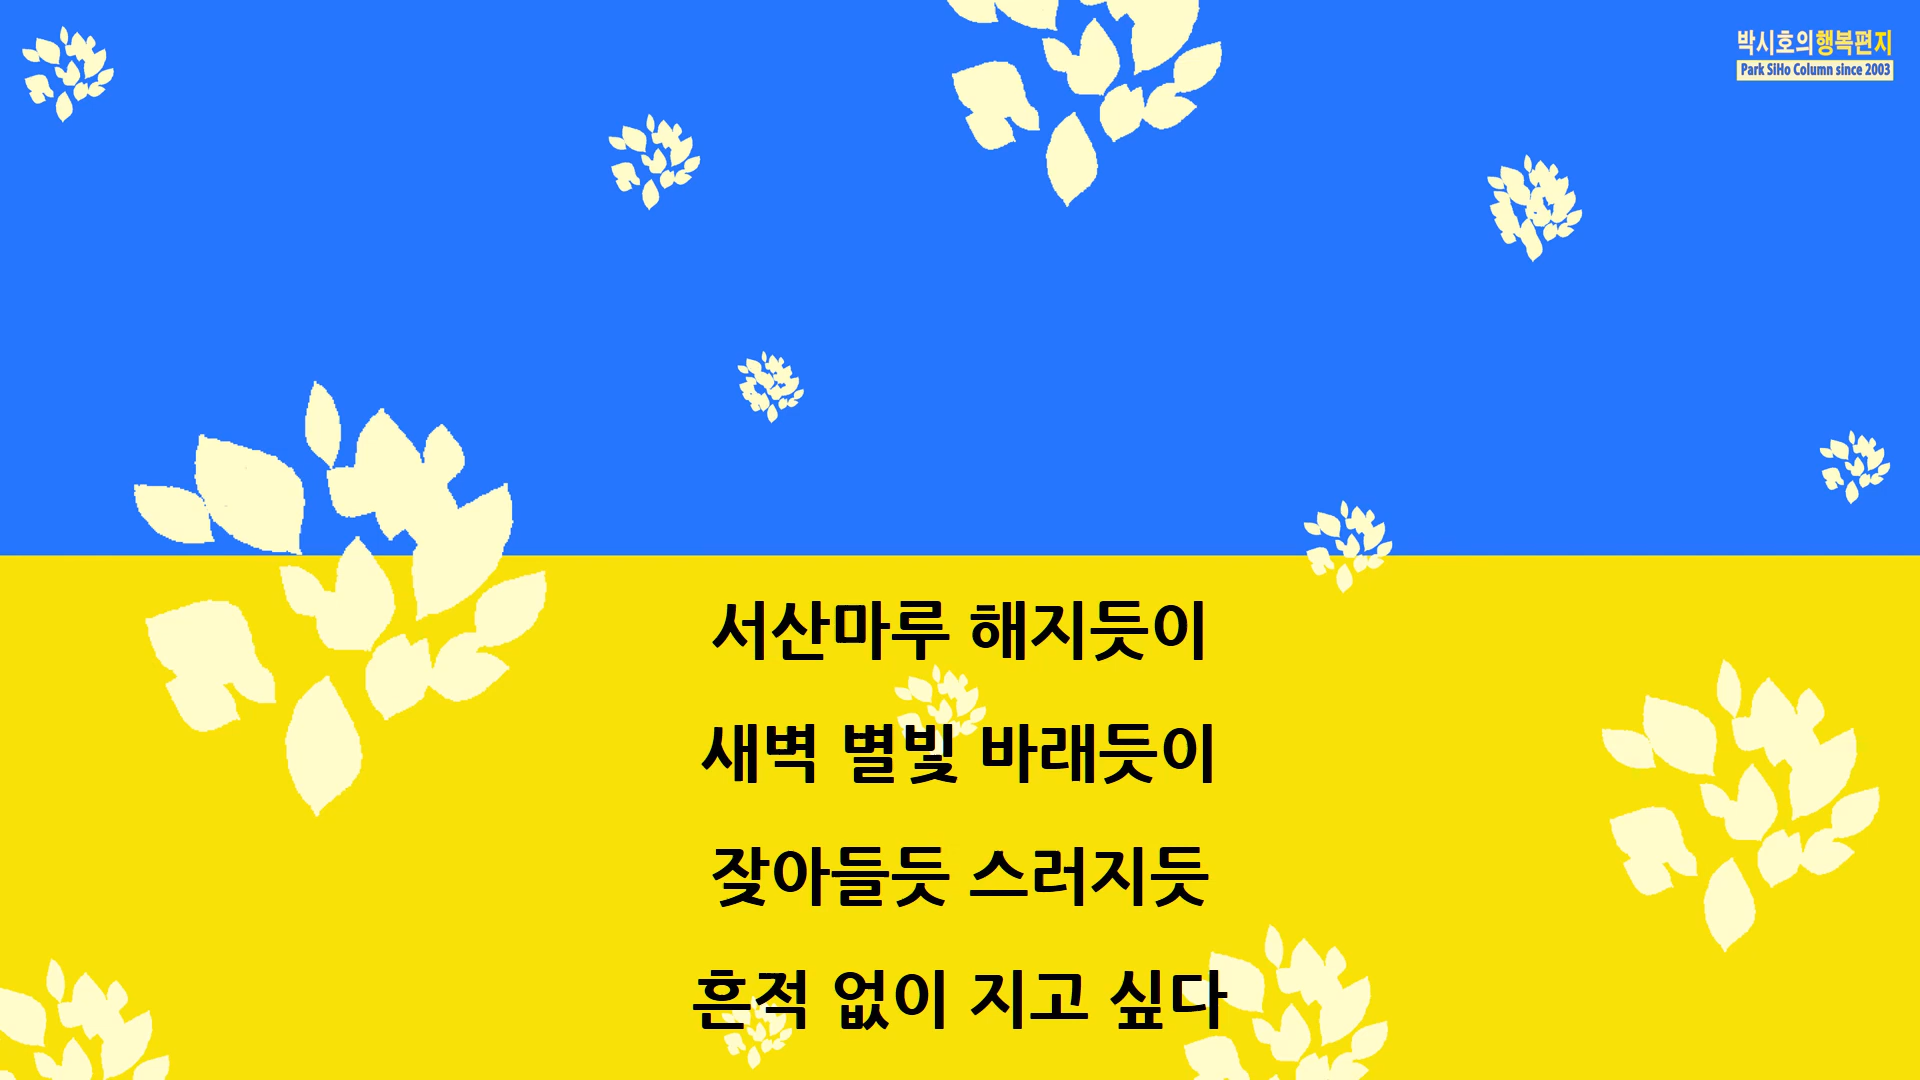 박시호의행복편지
Park SiHo Column since 2003
서산마루 해지듯이
새벽 별빛 바래듯이
잦아들듯 스러지듯
흔적 없이 지고 싶다